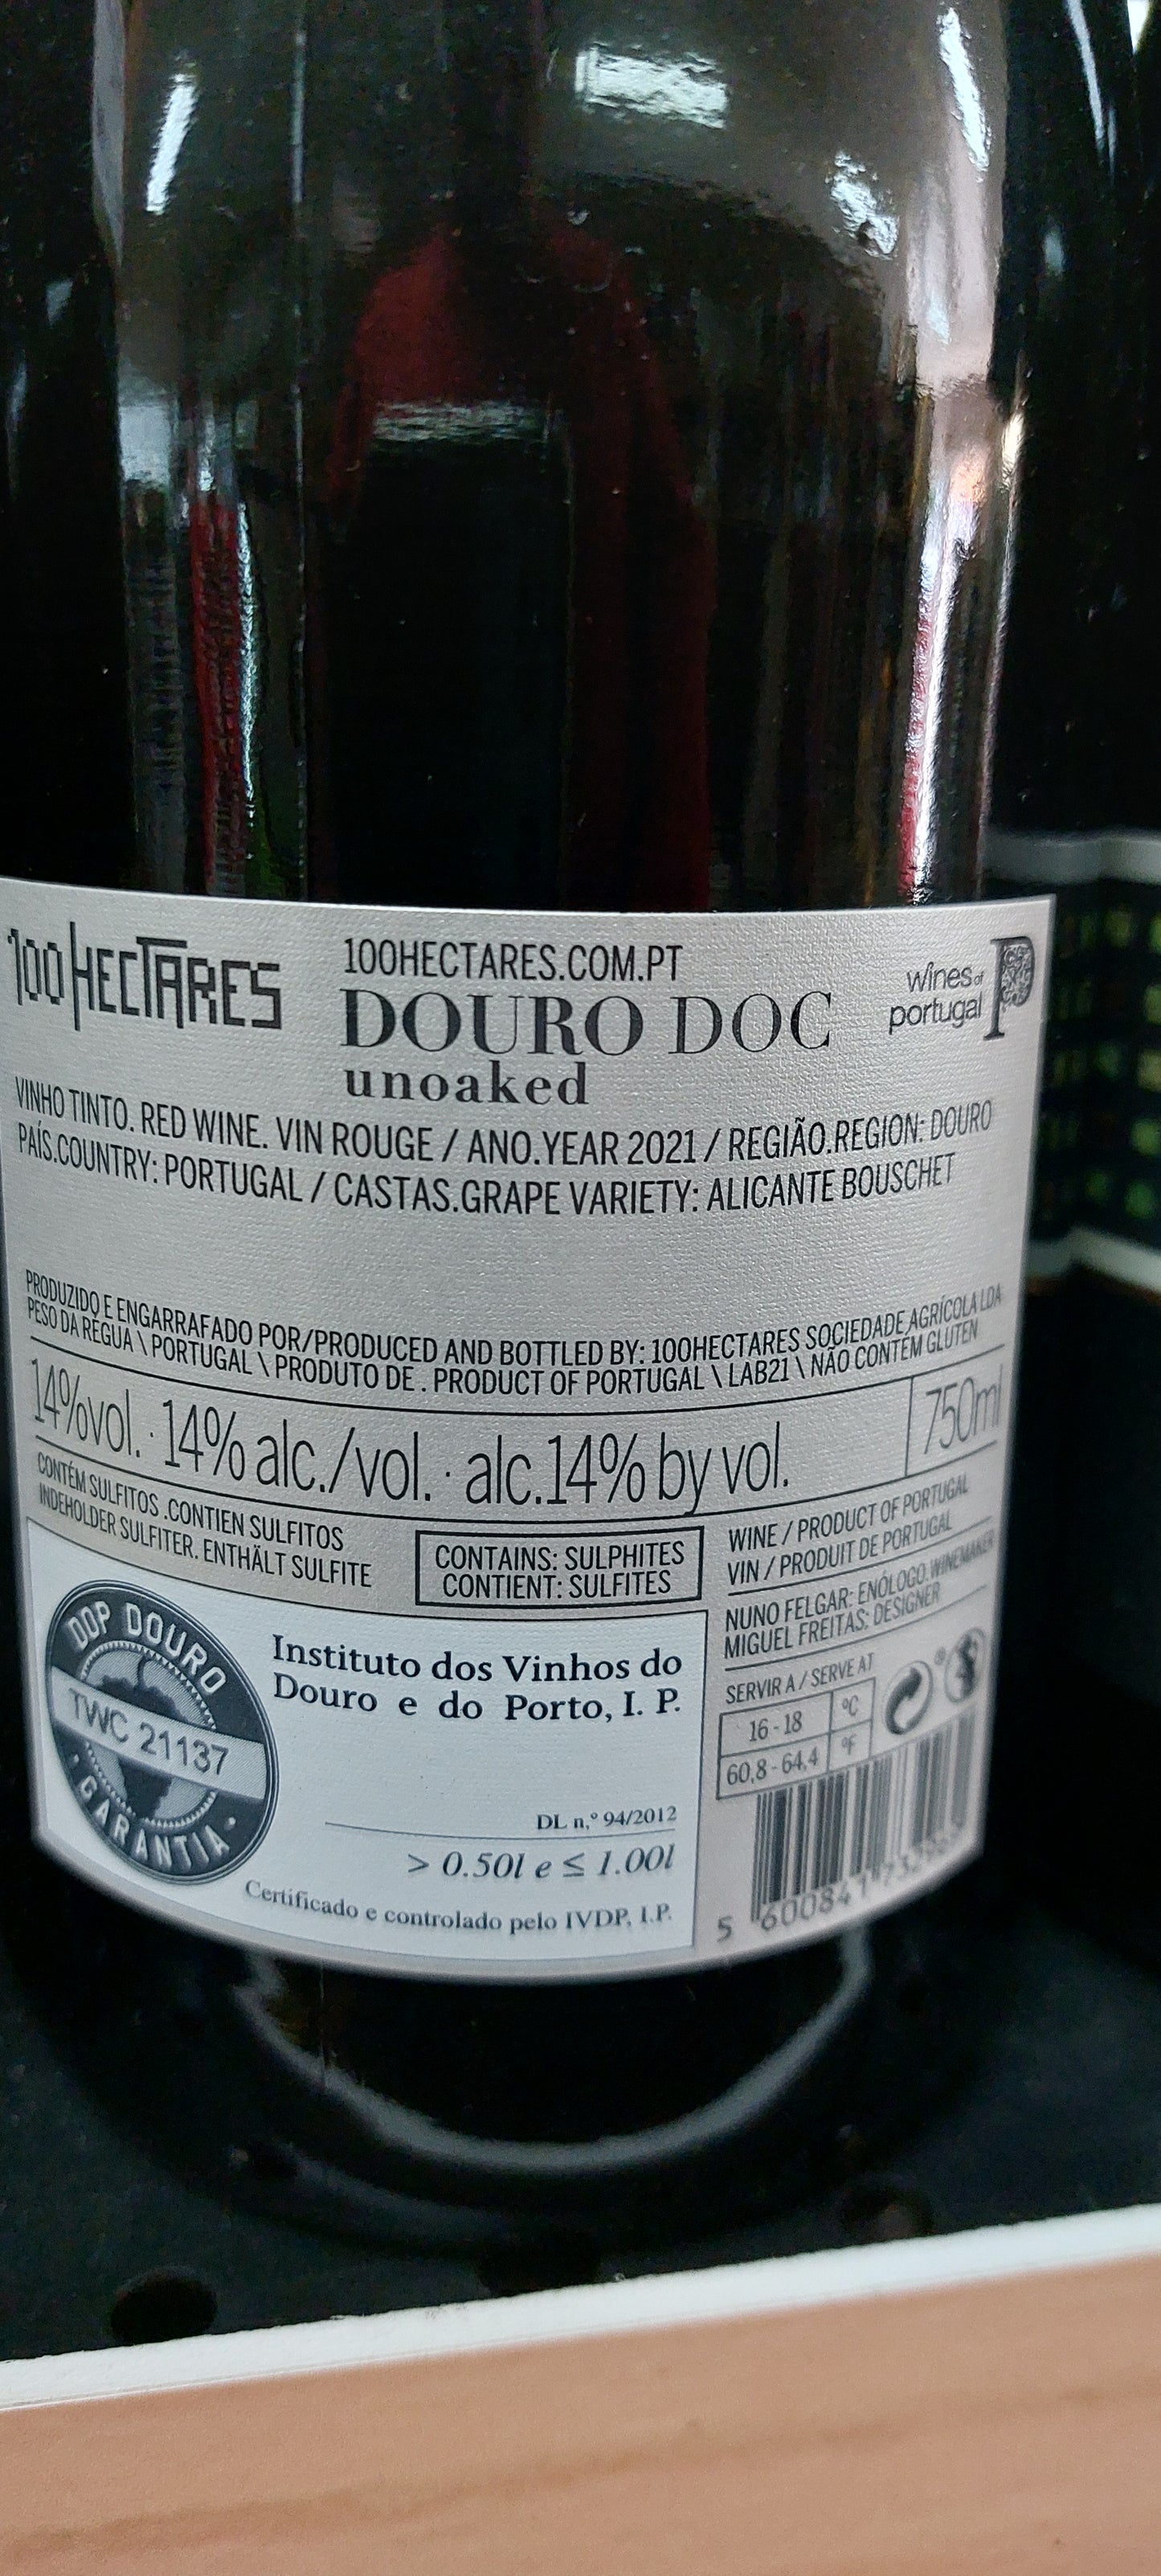 100HECTARES
100HECTARES.COM.PT
DOURO DOC
unoaked
wines of
portugal
VINHO TINTO. RED WINE. VIN ROUGE / ANO.YEAR 2021 / REGIÃO.REGION: DOURO
PAÍS.COUNTRY: PORTUGAL / CASTAS.GRAPE VARIETY: ALICANTE BOUSCHET
PRODUZIDO E ENGARRAFADO POR/PRODUCED AND BOTTLED BY: 100HECTARES SOCIEDADE AGRÍCOLA LDA
PESO DA RÉGUA \ PORTUGAL \ PRODUTO DE . PRODUCT OF PORTUGAL \ LAB21 \ NÃO CONTÉM GLUTEN
14%vol. · 14% alc./vol. · alc.14% by vol.
750ml
CONTÉM SULFITOS .CONTIEN SULFITOS
INDEHOLDER SULFITER. ENTHÄLT SULFITE
CONTAINS: SULPHITES
CONTIENT: SULFITES
WINE / PRODUCT OF PORTUGAL
VIN / PRODUIT DE PORTUGAL
NUNO FELGAR: ENÓLOGO.WINEMAKER
MIGUEL FREITAS: DESIGNER
SERVIR A / SERVE AT
16 - 18 ºC
60,8 - 64,4 ºF
DOP DOURO
TWC 21137
· GARANTIA ·
Instituto dos Vinhos do
Douro e do Porto, I. P.
DL n,º 94/2012
> 0.50l e ≤ 1.00l
Certificado e controlado pelo IVDP, I.P.
5 600841